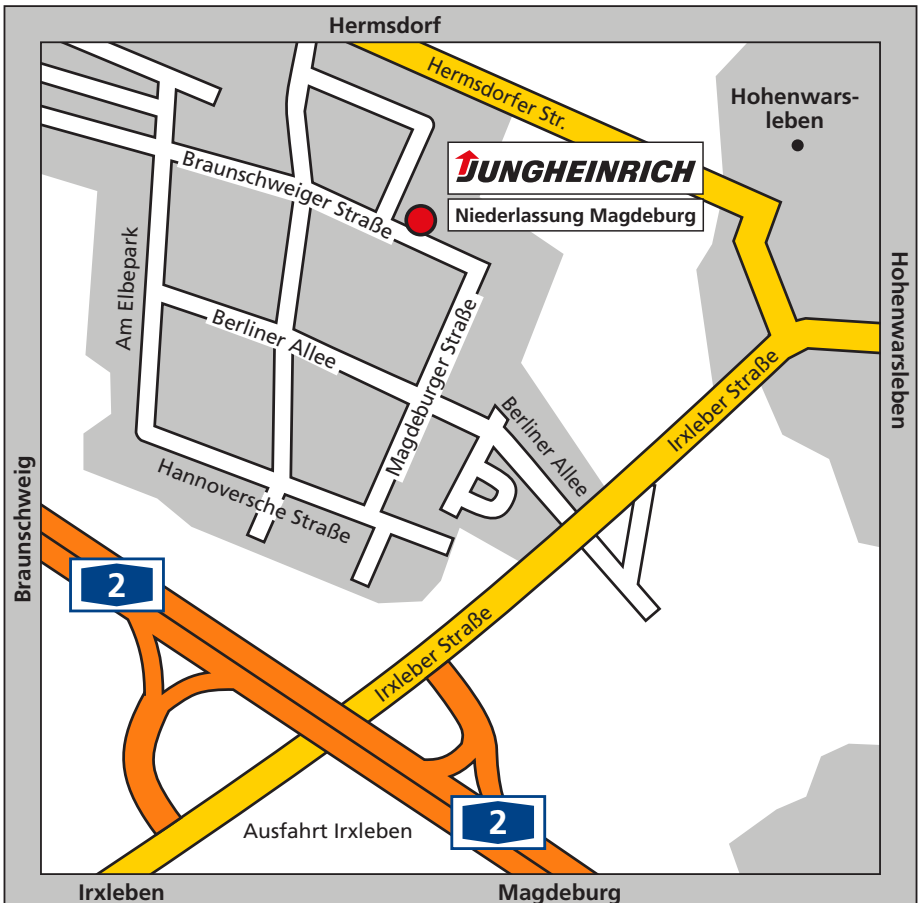 Hermsdorf
Hermsdorfer Str.
Hohenwars-
leben
JUNGHEINRICH
Niederlassung Magdeburg
Braunschweiger Straße
Am Elbepark
Berliner Allee
Magdeburger Straße
Hohenwarsleben
Irxleber Straße
Berliner Allee
Hannoversche Straße
Braunschweig
2
Irxleber Straße
2
Ausfahrt Irxleben
Irxleben
Magdeburg